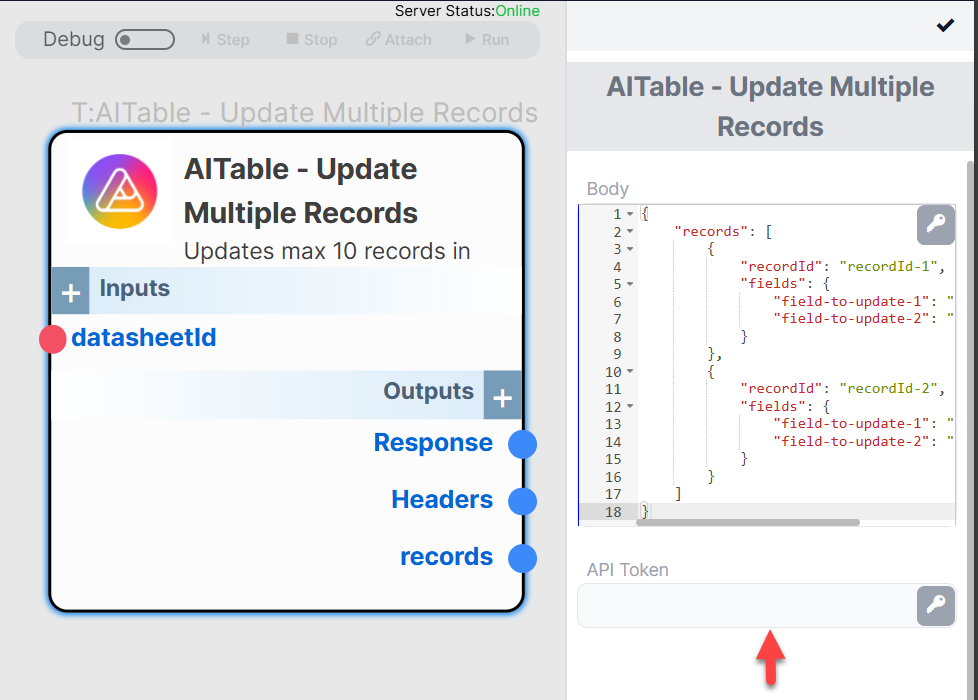 Server Status:Online
Debug Step Stop Attach Run
T:AITable - Update Multiple Records
AITable - Update
Multiple Records
Updates max 10 records in
+ Inputs
datasheetId
Outputs +
Response
Headers
records
AITable - Update Multiple
Records
Body
1 {
2 "records": [
3 {
4 "recordId": "recordId-1",
5 "fields": {
6 "field-to-update-1": "
7 "field-to-update-2": "
8 }
9 },
10 {
11 "recordId": "recordId-2",
12 "fields": {
13 "field-to-update-1": "
14 "field-to-update-2": "
15 }
16 }
17 ]
18 }
API Token